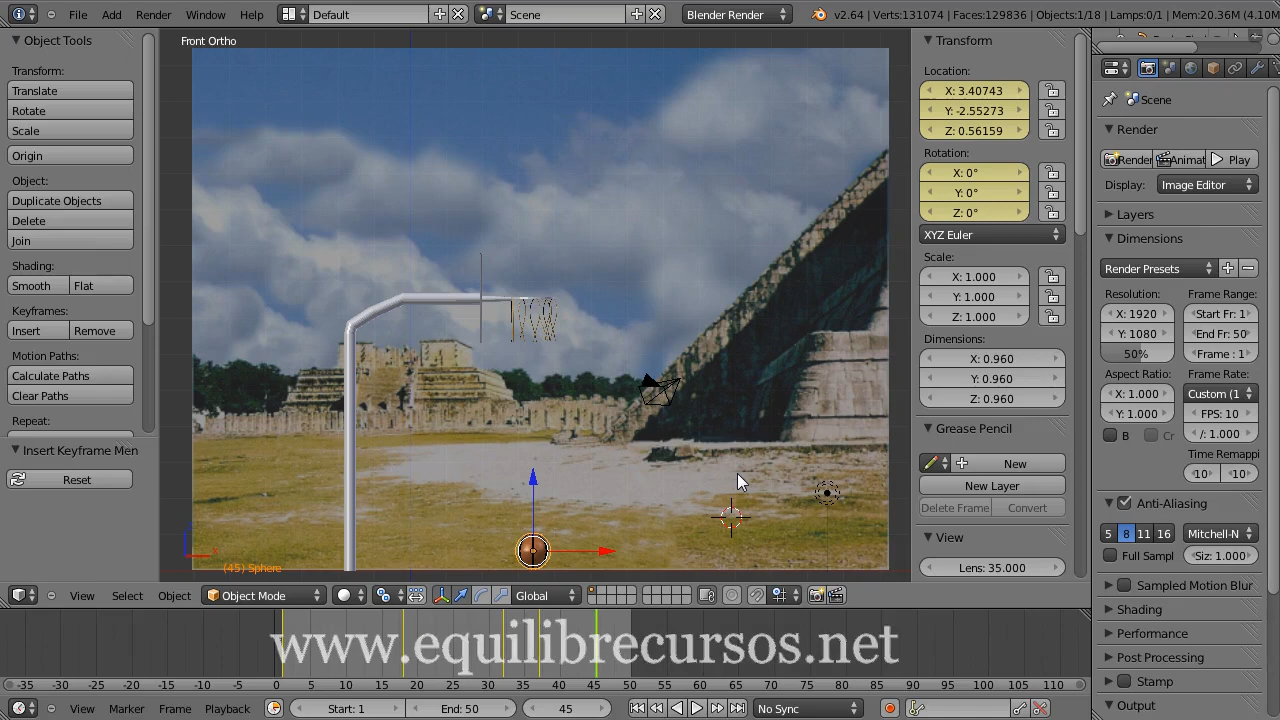 File Add Render Window Help Default Scene Blender Render v2.64 | Verts:131074 | Faces:129836 | Objects:1/18 | Lamps:0/1 | Mem:20.36M (4.10M
Object Tools
Transform:
Translate
Rotate
Scale
Origin
Object:
Duplicate Objects
Delete
Join
Shading:
Smooth Flat
Keyframes:
Insert Remove
Motion Paths:
Calculate Paths
Clear Paths
Repeat:
Insert Keyframe Men
Reset
Front Ortho
(45) Sphere
Transform
Location:
X: 3.40743
Y: -2.55273
Z: 0.56159
Rotation:
X: 0°
Y: 0°
Z: 0°
XYZ Euler
Scale:
X: 1.000
Y: 1.000
Z: 1.000
Dimensions:
X: 0.960
Y: 0.960
Z: 0.960
Grease Pencil
New
New Layer
Delete Frame Convert
View
Lens: 35.000
Scene
Render
Render Animat Play
Display: Image Editor
Layers
Dimensions
Render Presets
Resolution: Frame Range:
X: 1920 Start Fr: 1
Y: 1080 End Fr: 50
50% Frame : 1
Aspect Ratio: Frame Rate:
X: 1.000 Custom (1
Y: 1.000 FPS: 10
B Cr /: 1.000
Time Remappi
10 10
Anti-Aliasing
5 8 11 16 Mitchell-N
Full Sampl Siz: 1.000
Sampled Motion Blur
Shading
Performance
Post Processing
Stamp
Output
View Select Object Object Mode Global
www.equilibrecursos.net
-35 -30 -25 -20 -15 -10 -5 0 5 10 15 20 25 30 35 40 45 50 55 60 65 70 75 80 85 90 95 100 105 110
View Marker Frame Playback Start: 1 End: 50 45 No Sync